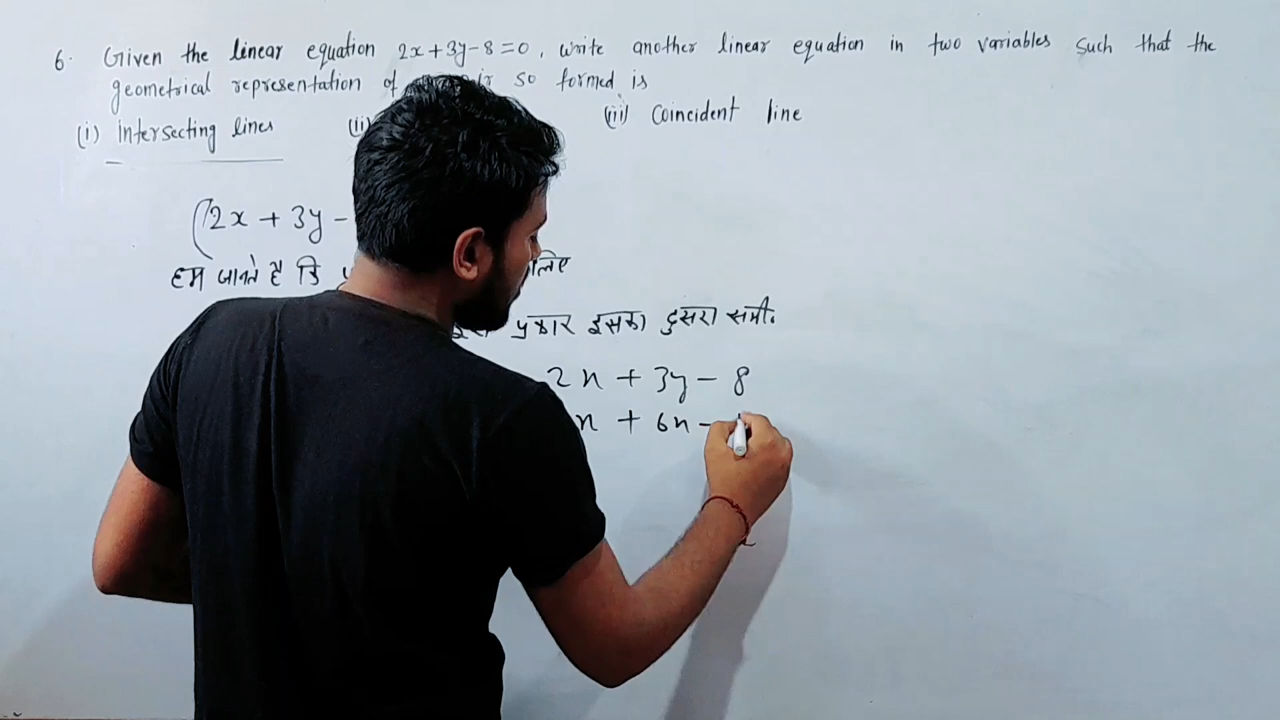 6. Given the linear equation 2x+3y-8=0, write another linear equation in two variables such that the
geometrical representation of so formed is
(i) intersecting lines (ii) (iii) Coincident line
(2x + 3y -
हम जानते है कि लिए
प्रकार इसका दुसरा समी.
2x + 3y - 8
x + 6x -